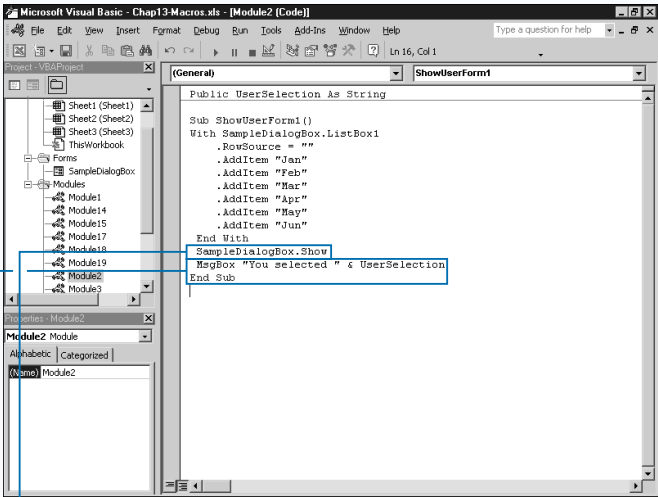 Microsoft Visual Basic - Chap13-Macros.xls - [Module2 (Code)]
File Edit View Insert Format Debug Run Tools Add-Ins Window Help Type a question for help
Ln 16, Col 1
Project - VBAProject
(General) ShowUserForm1
Sheet1 (Sheet1)
Sheet2 (Sheet2)
Sheet3 (Sheet3)
ThisWorkbook
Forms
SampleDialogBox
Modules
Module1
Module14
Module15
Module17
Module18
Module19
Module2
Module3
Properties - Module2
Module2 Module
Alphabetic Categorized
(Name) Module2
Public UserSelection As String
Sub ShowUserForm1()
With SampleDialogBox.ListBox1
.RowSource = ""
.AddItem "Jan"
.AddItem "Feb"
.AddItem "Mar"
.AddItem "Apr"
.AddItem "May"
.AddItem "Jun"
End With
SampleDialogBox.Show
MsgBox "You selected " & UserSelection
End Sub